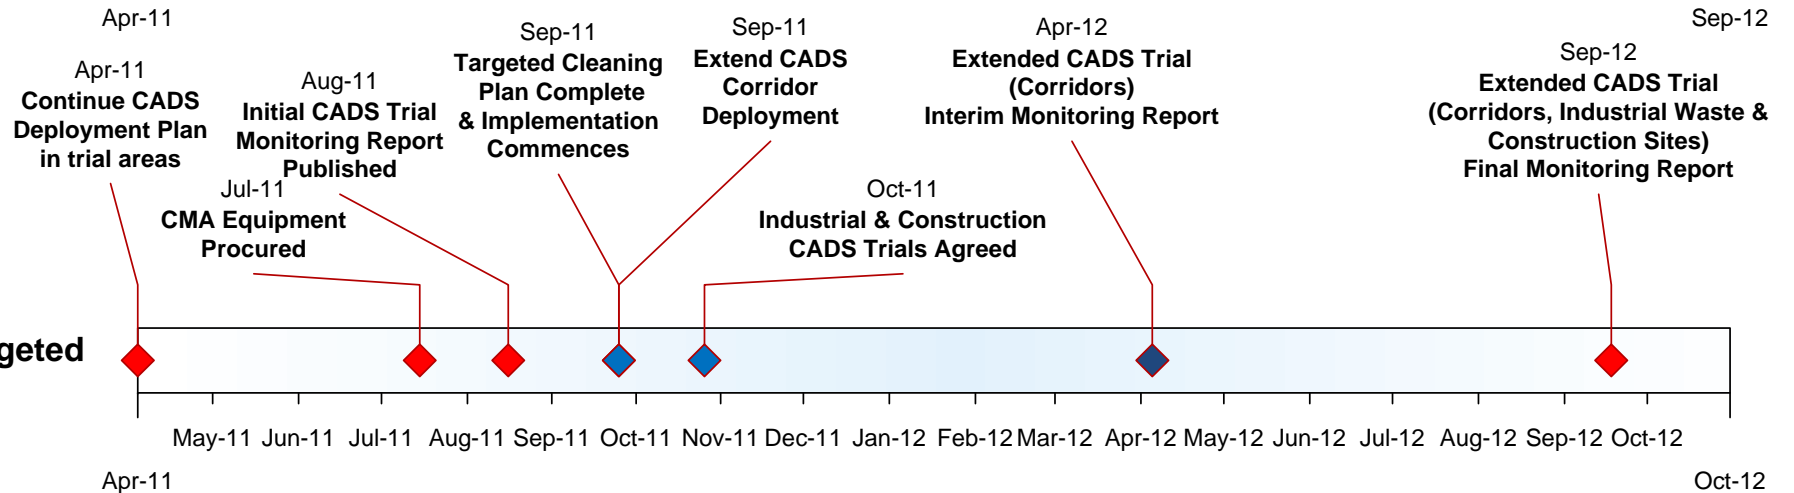 Apr-11
Sep-12
Apr-11
Continue CADS
Deployment Plan
in trial areas
Jul-11
CMA Equipment
Procured
Aug-11
Initial CADS Trial
Monitoring Report
Published
Sep-11
Targeted Cleaning
Plan Complete
& Implementation
Commences
Sep-11
Extend CADS
Corridor
Deployment
Oct-11
Industrial & Construction
CADS Trials Agreed
Apr-12
Extended CADS Trial
(Corridors)
Interim Monitoring Report
Sep-12
Extended CADS Trial
(Corridors, Industrial Waste &
Construction Sites)
Final Monitoring Report
geted
May-11 Jun-11 Jul-11 Aug-11 Sep-11 Oct-11 Nov-11 Dec-11 Jan-12 Feb-12 Mar-12 Apr-12 May-12 Jun-12 Jul-12 Aug-12 Sep-12 Oct-12
Apr-11
Oct-12